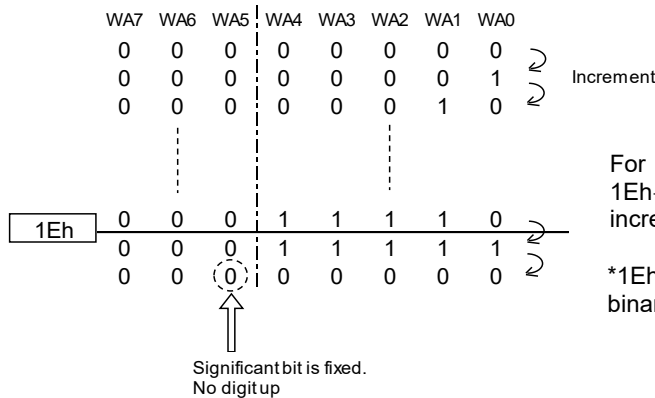 WA7 WA6 WA5 WA4 WA3 WA2 WA1 WA0
0 0 0 0 0 0 0 0
0 0 0 0 0 0 0 1
Increment
0 0 0 0 0 0 1 0
For
1Eh-
incre
1Eh 0 0 0 1 1 1 1 0
0 0 0 1 1 1 1 1
0 0 0 0 0 0 0 0
*1Eh
binar
Significant bit is fixed.
No digit up